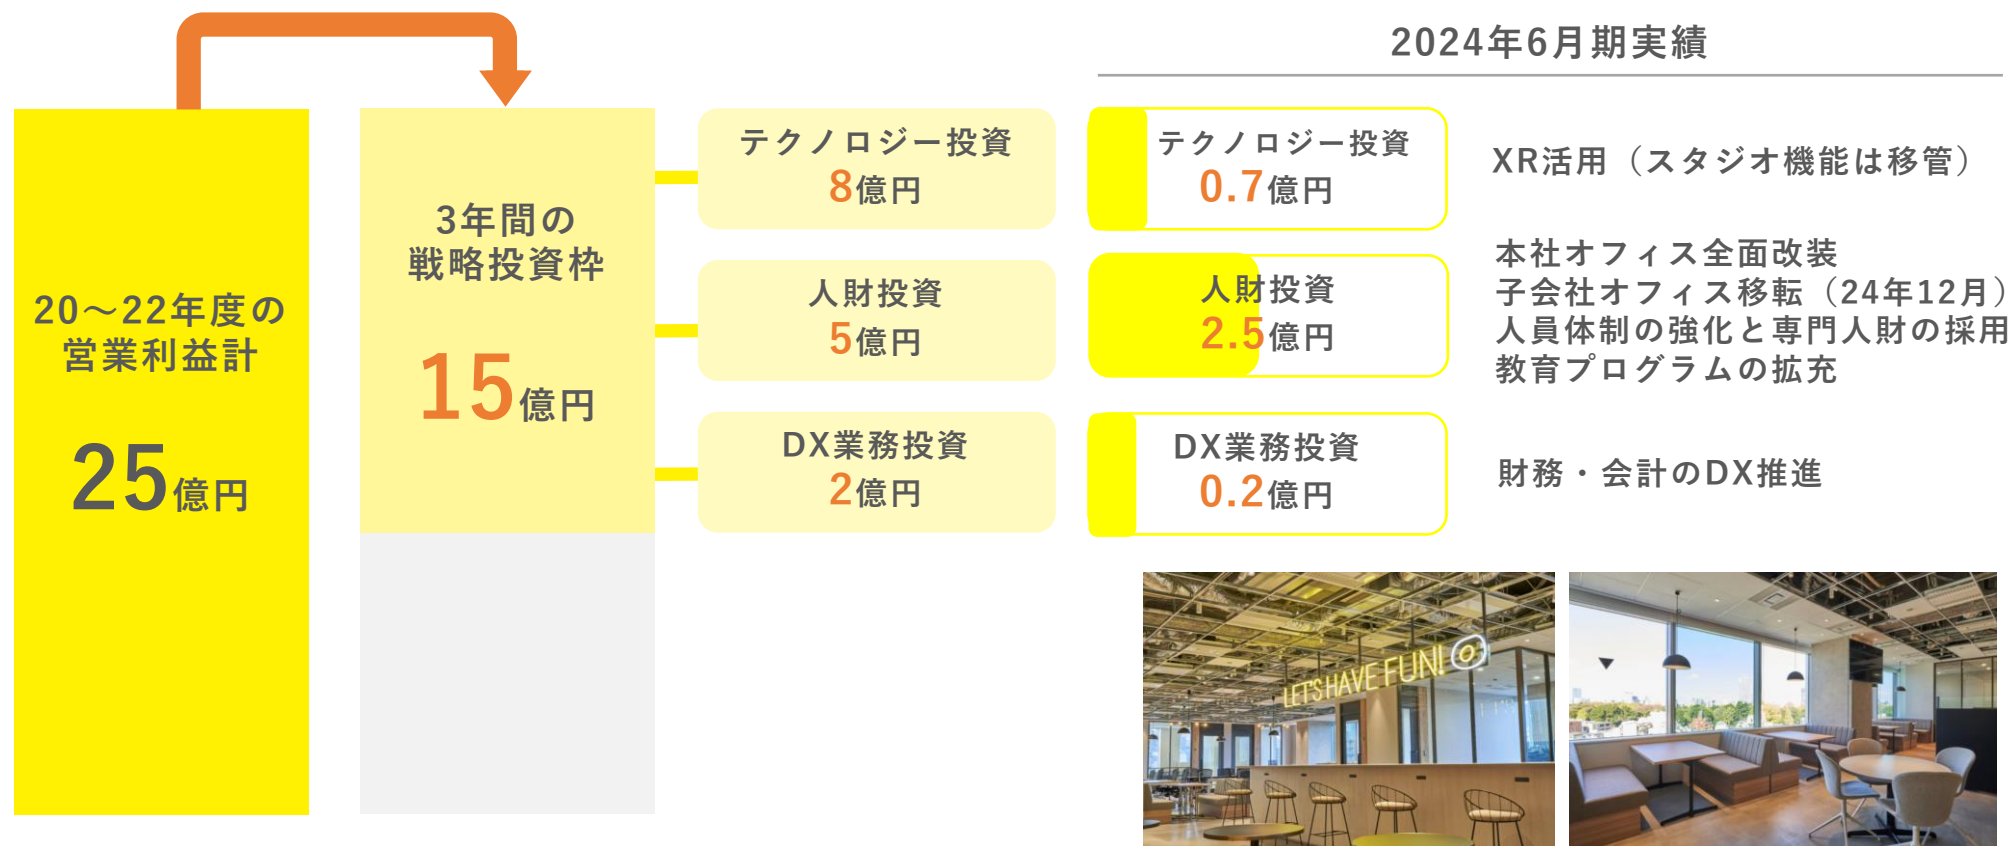 2024年6月期実績
20～22年度の
営業利益計
25億円
3年間の
戦略投資枠
15億円
テクノロジー投資
8億円
人財投資
5億円
DX業務投資
2億円
テクノロジー投資
0.7億円
XR活用（スタジオ機能は移管）
人財投資
2.5億円
本社オフィス全面改装
子会社オフィス移転（24年12月）
人員体制の強化と専門人財の採用
教育プログラムの拡充
DX業務投資
0.2億円
財務・会計のDX推進
LET'S HAVE FUN!